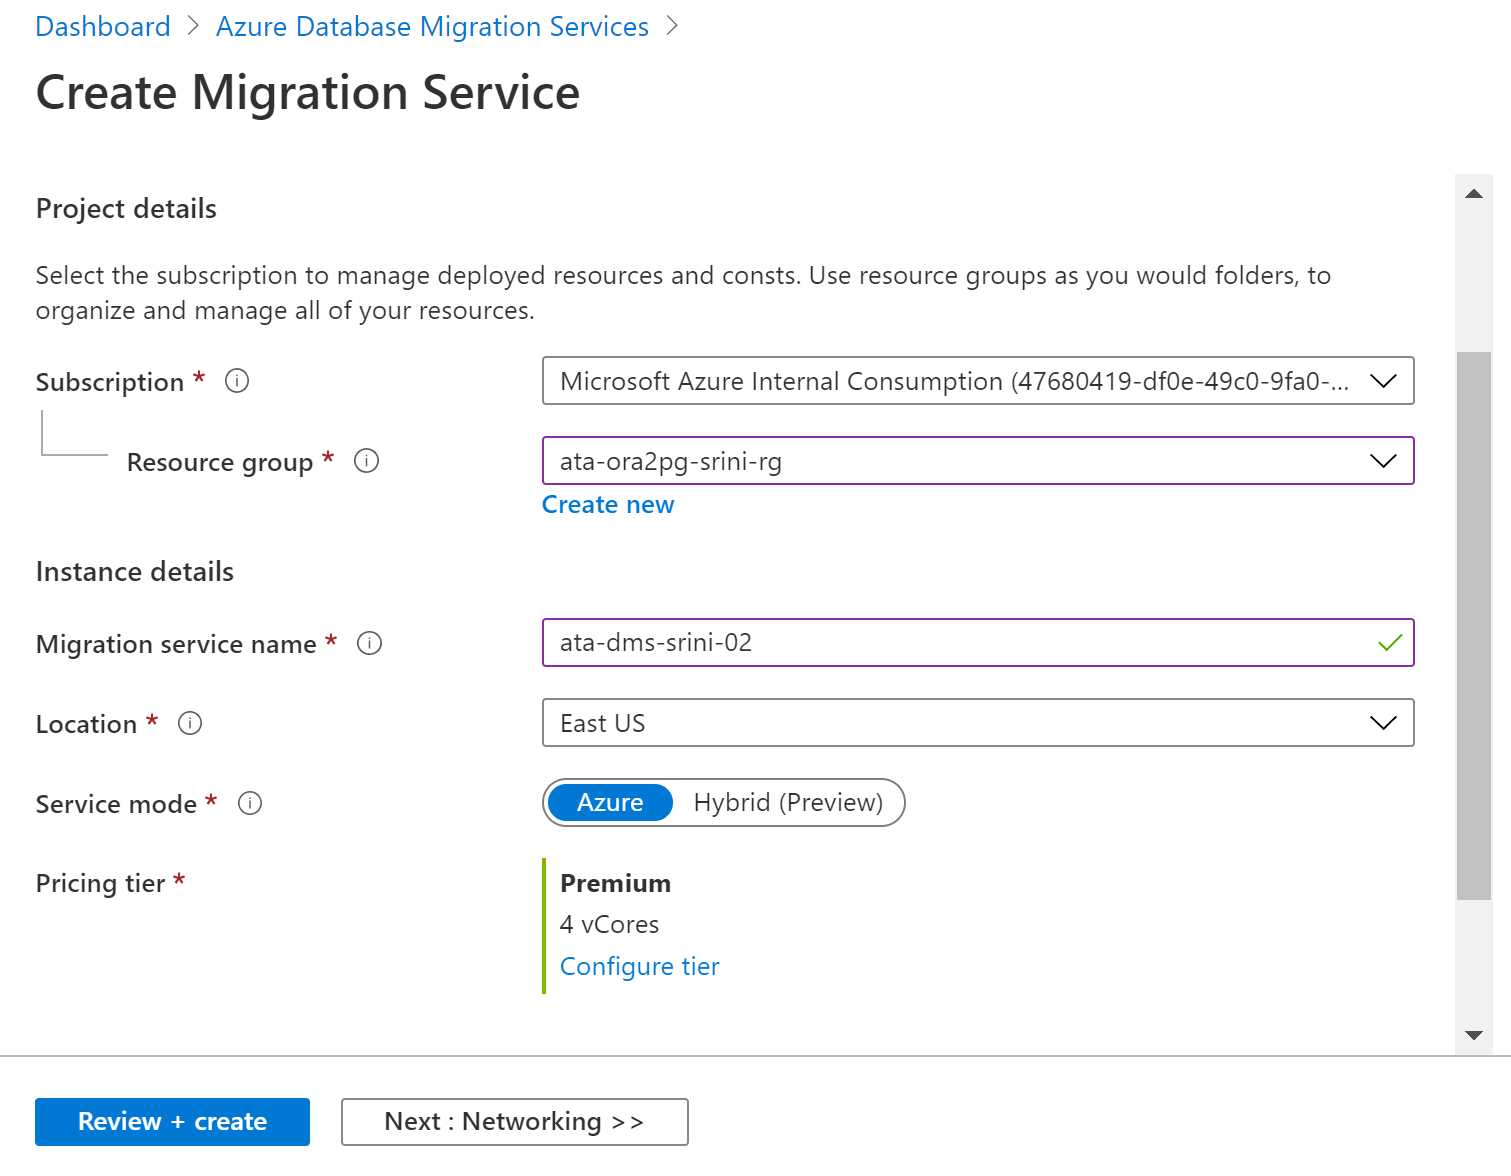 Dashboard > Azure Database Migration Services >
Create Migration Service
Project details
Select the subscription to manage deployed resources and consts. Use resource groups as you would folders, to
organize and manage all of your resources.
Subscription *
Microsoft Azure Internal Consumption (47680419-df0e-49c0-9fa0-...
Resource group *
ata-ora2pg-srini-rg
Create new
Instance details
Migration service name *
ata-dms-srini-02
Location *
East US
Service mode *
Azure Hybrid (Preview)
Pricing tier *
Premium
4 vCores
Configure tier
Review + create
Next : Networking >>